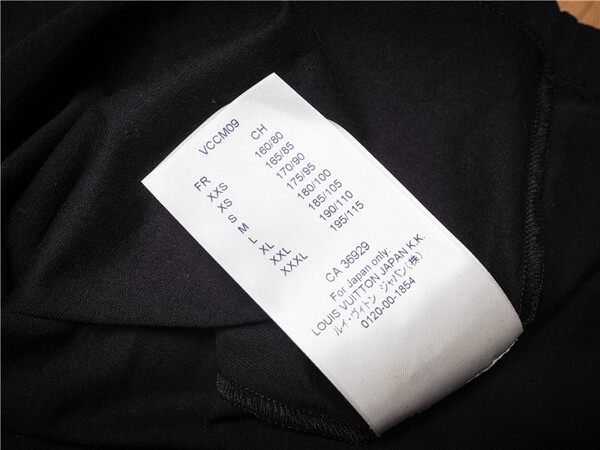 VCCM09
FR CH
XXS 160/80
XS 165/85
S 170/90
M 175/95
L 180/100
XL 185/105
XXL 190/110
XXXL 195/115
CA 36929
For Japan only:
LOUIS VUITTON JAPAN K.K.
ルイ・ヴィトン ジャパン(株)
0120-00-1854